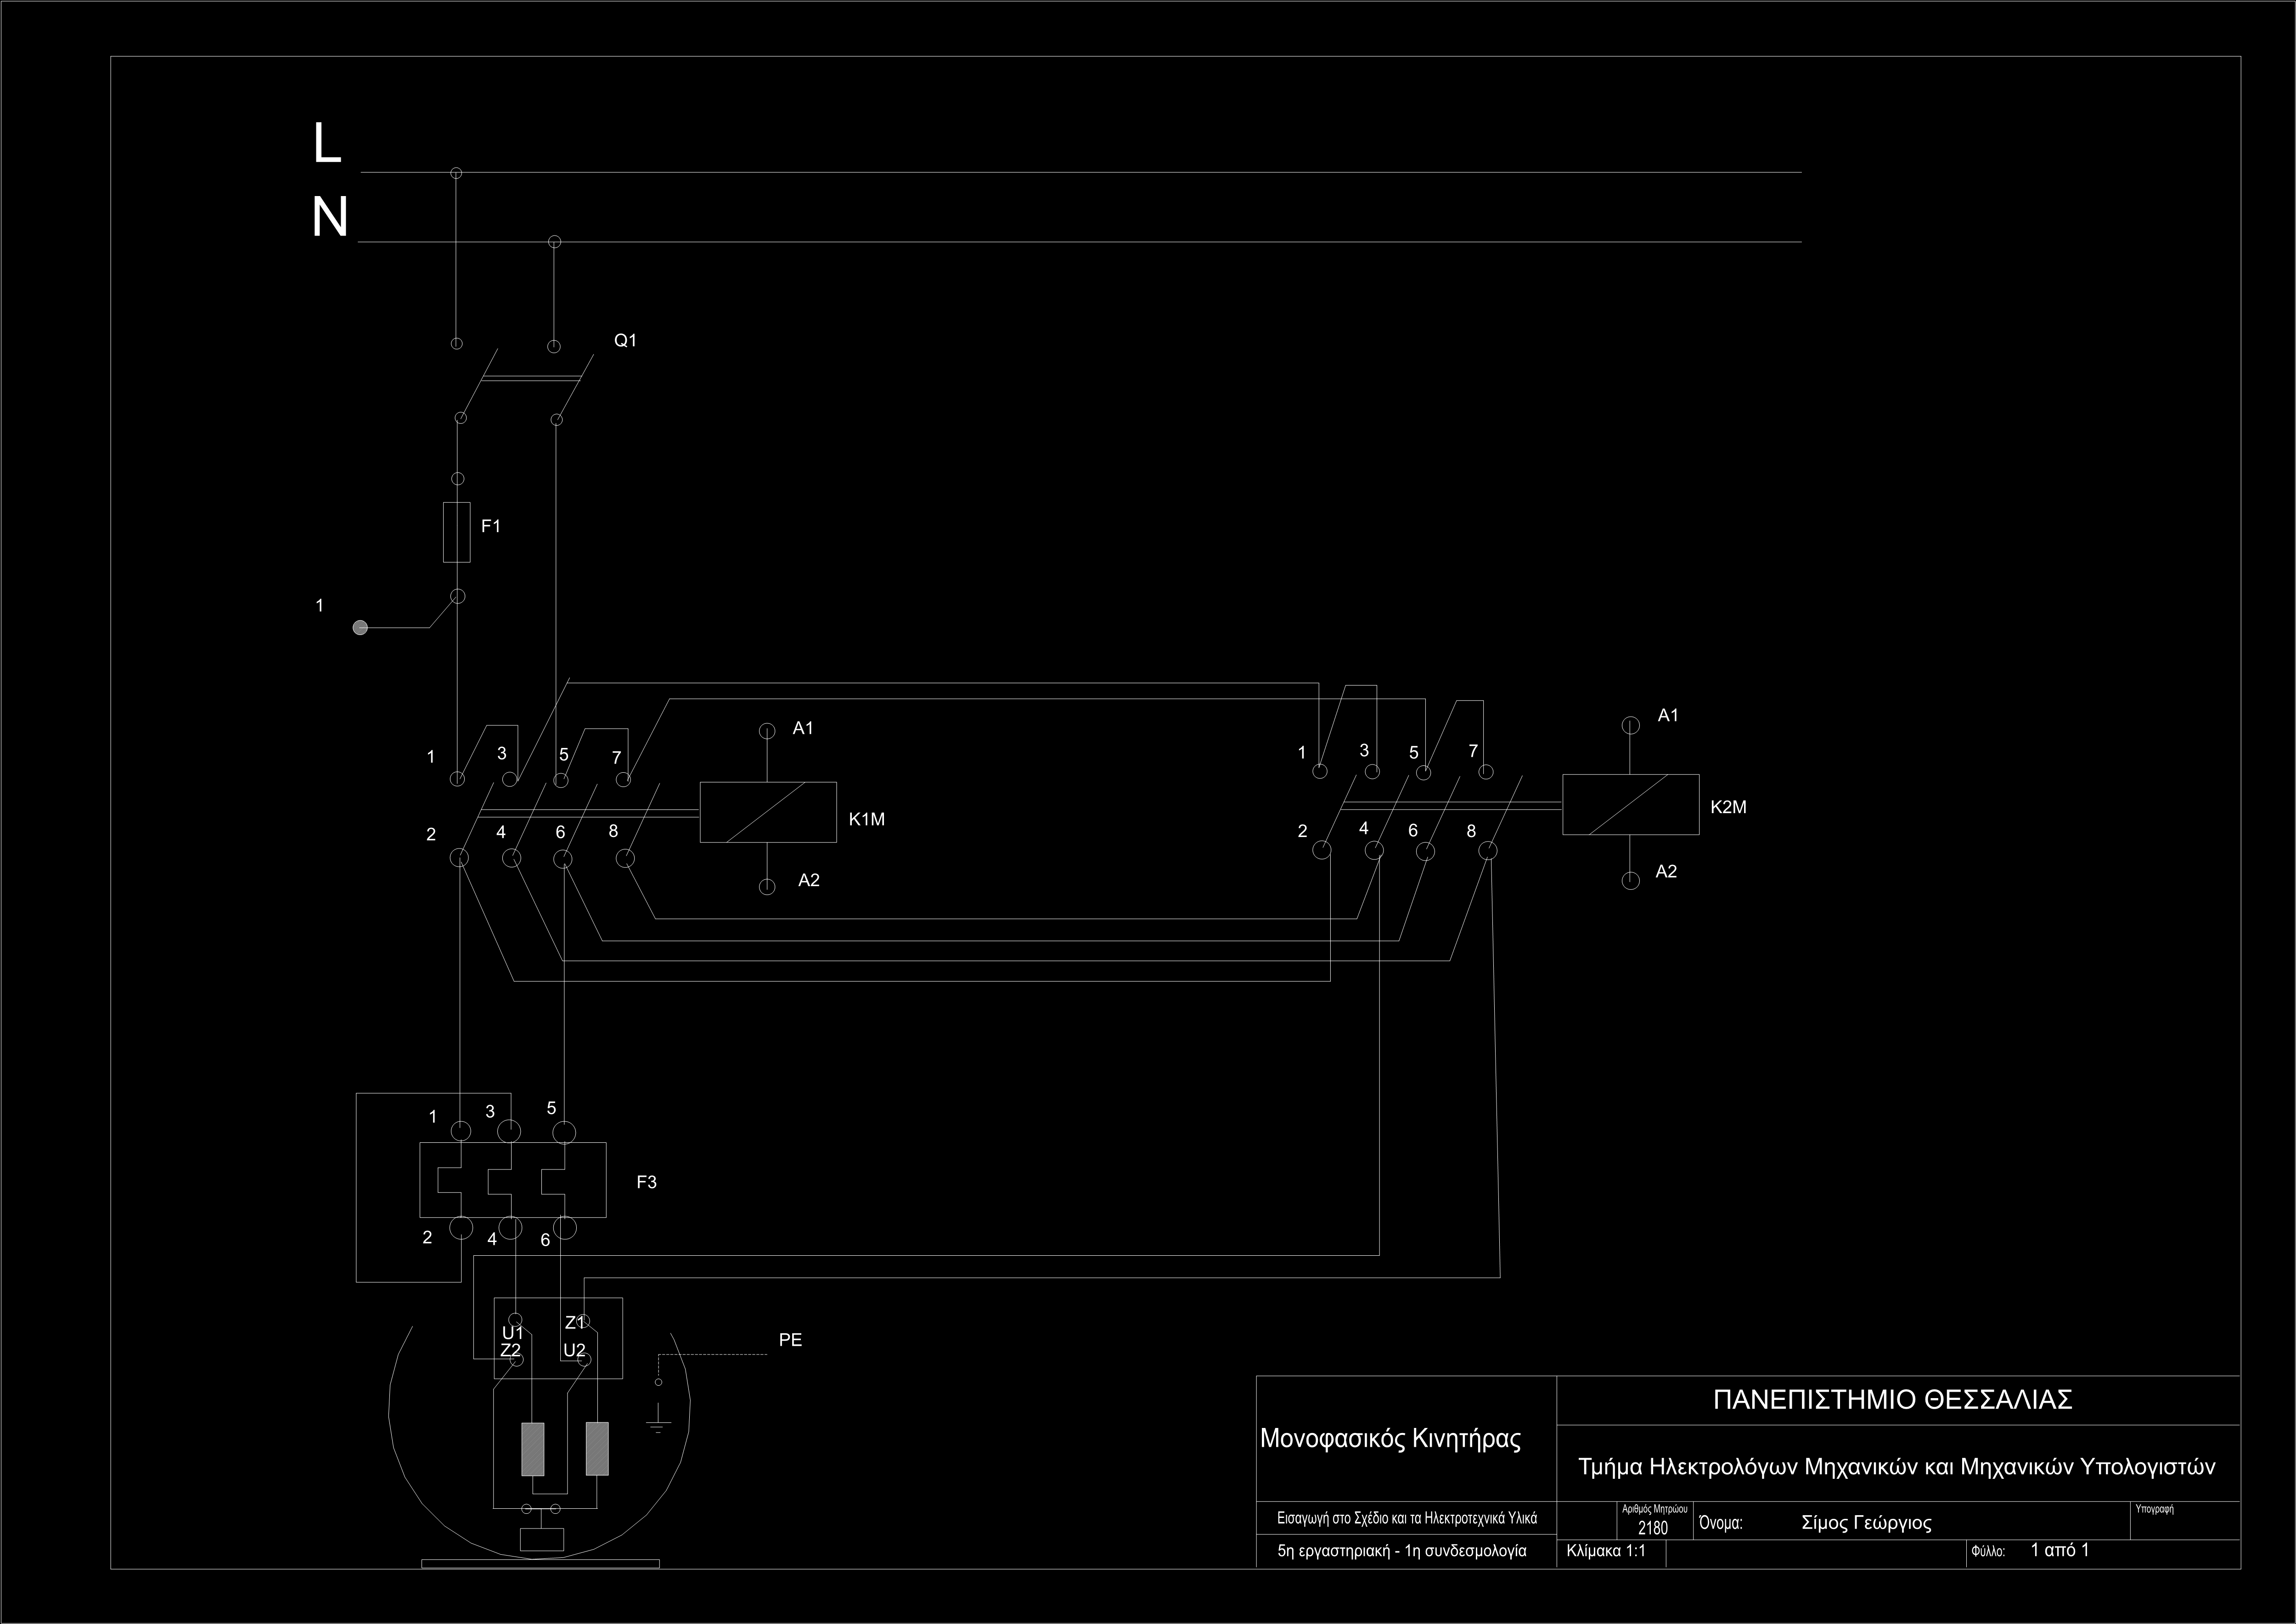 L
N
Q1
F1
1
1 3 5 7
A1
K1M
2 4 6 8
A2
1 3 5 7
A1
K2M
2 4 6 8
A2
1 3 5
F3
2 4 6
U1 Z1
Z2 U2
PE
Μονοφασικός Κινητήρας
ΠΑΝΕΠΙΣΤΗΜΙΟ ΘΕΣΣΑΛΙΑΣ
Τμήμα Ηλεκτρολόγων Μηχανικών και Μηχανικών Υπολογιστών
Εισαγωγή στο Σχέδιο και τα Ηλεκτροτεχνικά Υλικά
Αριθμός Μητρώου
2180
Όνομα: Σίμος Γεώργιος
Υπογραφή
5η εργαστηριακή - 1η συνδεσμολογία
Κλίμακα 1:1
Φύλλο: 1 από 1